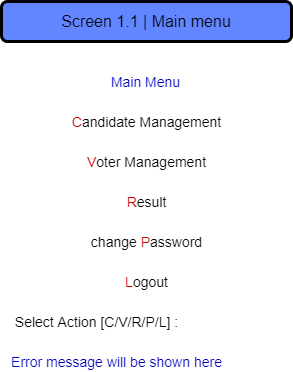 Screen 1.1 | Main menu
Main Menu
Candidate Management
Voter Management
Result
change Password
Logout
Select Action [C/V/R/P/L] :
Error message will be shown here